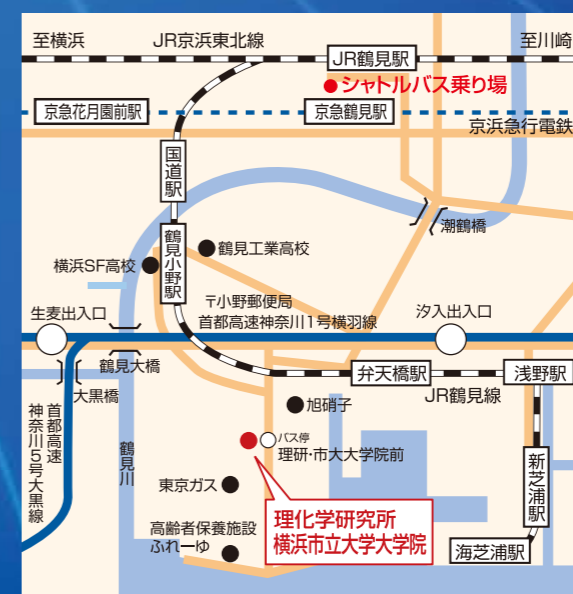 至横浜
JR京浜東北線
JR鶴見駅
至川崎
シャトルバス乗り場
京急花月園前駅
京急鶴見駅
京浜急行電鉄
国道駅
潮鶴橋
鶴見小野駅
鶴見工業高校
横浜SF高校
〒小野郵便局
首都高速神奈川1号横羽線
生麦出入口
汐入出入口
鶴見大橋
大黒橋
弁天橋駅
浅野駅
JR鶴見線
首都高速
神奈川5号大黒線
鶴見川
旭硝子
バス停
理研・市大大学院前
東京ガス
新芝浦駅
理化学研究所
横浜市立大学大学院
高齢者保養施設
ふれーゆ
海芝浦駅